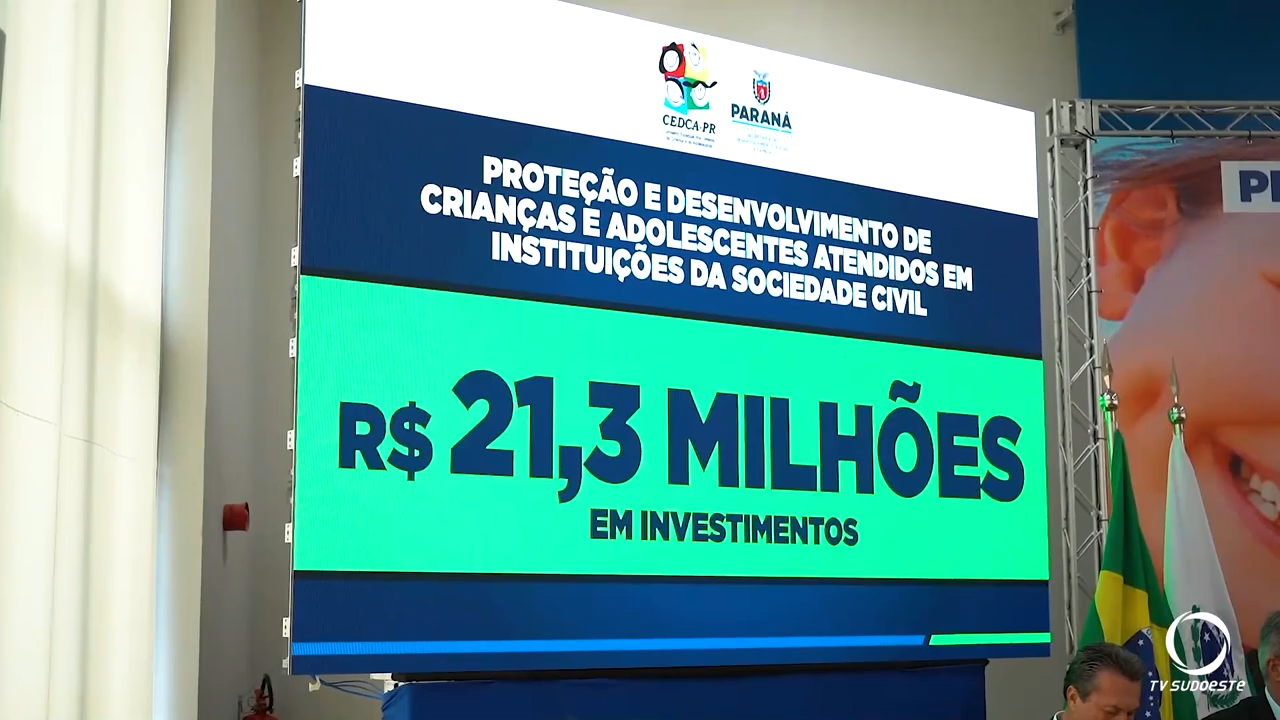 CEDCA-PR
PARANÁ
PROTEÇÃO E DESENVOLVIMENTO DE
CRIANÇAS E ADOLESCENTES ATENDIDOS EM
INSTITUIÇÕES DA SOCIEDADE CIVIL
R$ 21,3 MILHÕES
EM INVESTIMENTOS
TV SUDOESTE